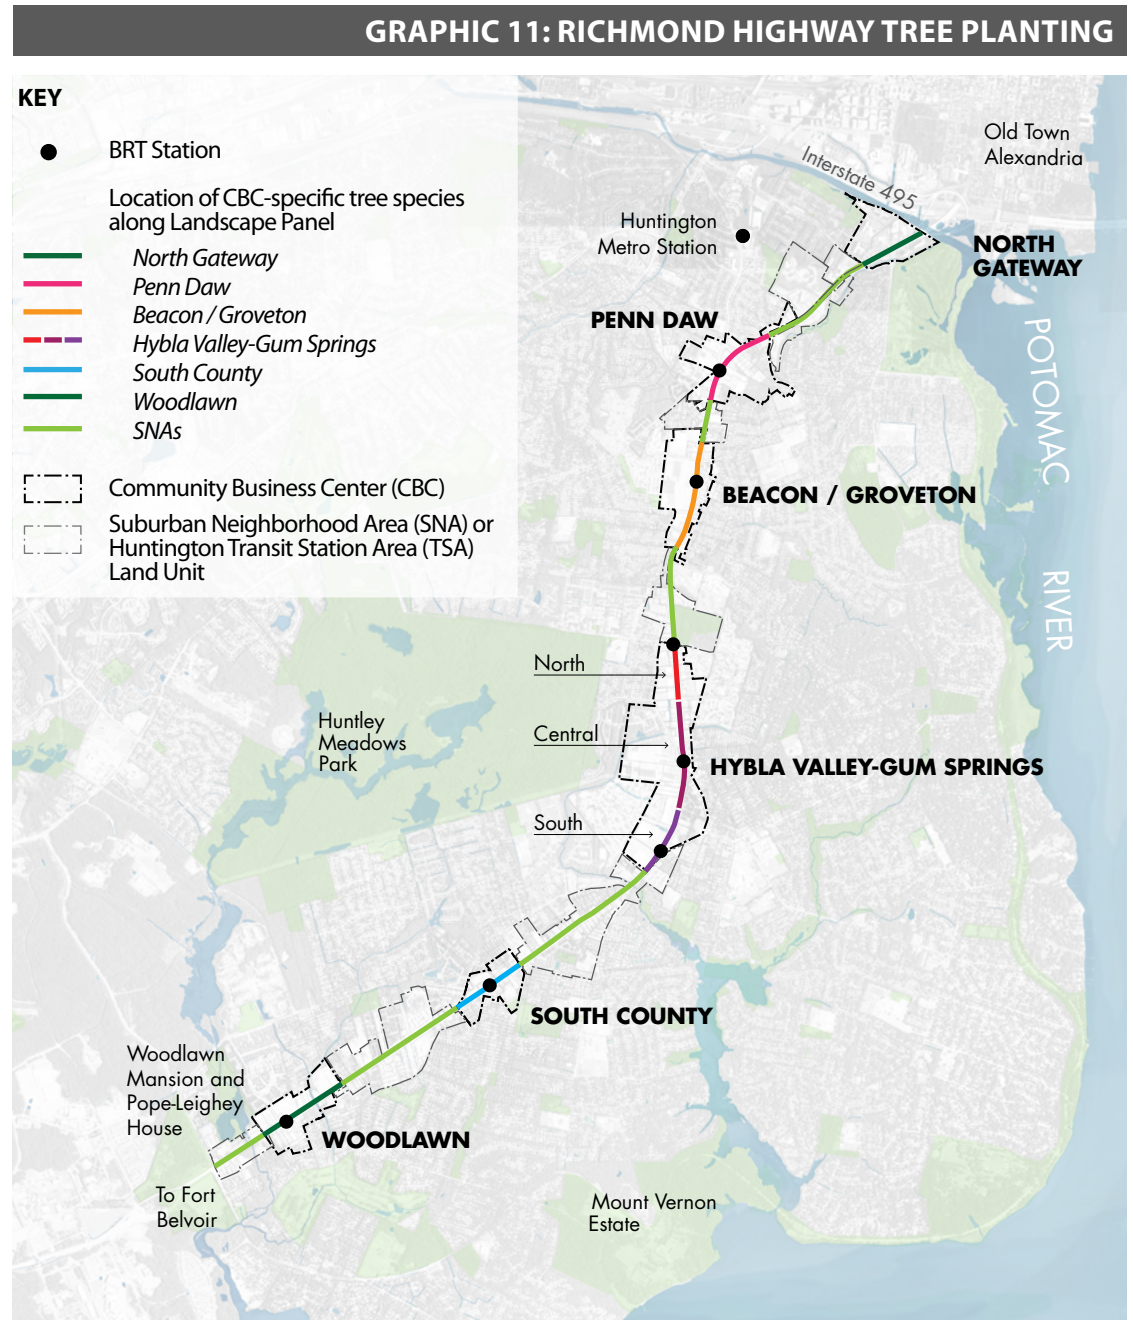 GRAPHIC 11: RICHMOND HIGHWAY TREE PLANTING
KEY
BRT Station
Location of CBC-specific tree species
along Landscape Panel
North Gateway
Penn Daw
Beacon / Groveton
Hybla Valley-Gum Springs
South County
Woodlawn
SNAs
Community Business Center (CBC)
Suburban Neighborhood Area (SNA) or
Huntington Transit Station Area (TSA)
Land Unit
Old Town
Alexandria
Interstate 495
Huntington
Metro Station
NORTH
GATEWAY
PENN DAW
POTOMAC
RIVER
BEACON / GROVETON
North
Central
South
Huntley
Meadows
Park
HYBLA VALLEY-GUM SPRINGS
SOUTH COUNTY
Woodlawn
Mansion and
Pope-Leighey
House
WOODLAWN
To Fort
Belvoir
Mount Vernon
Estate